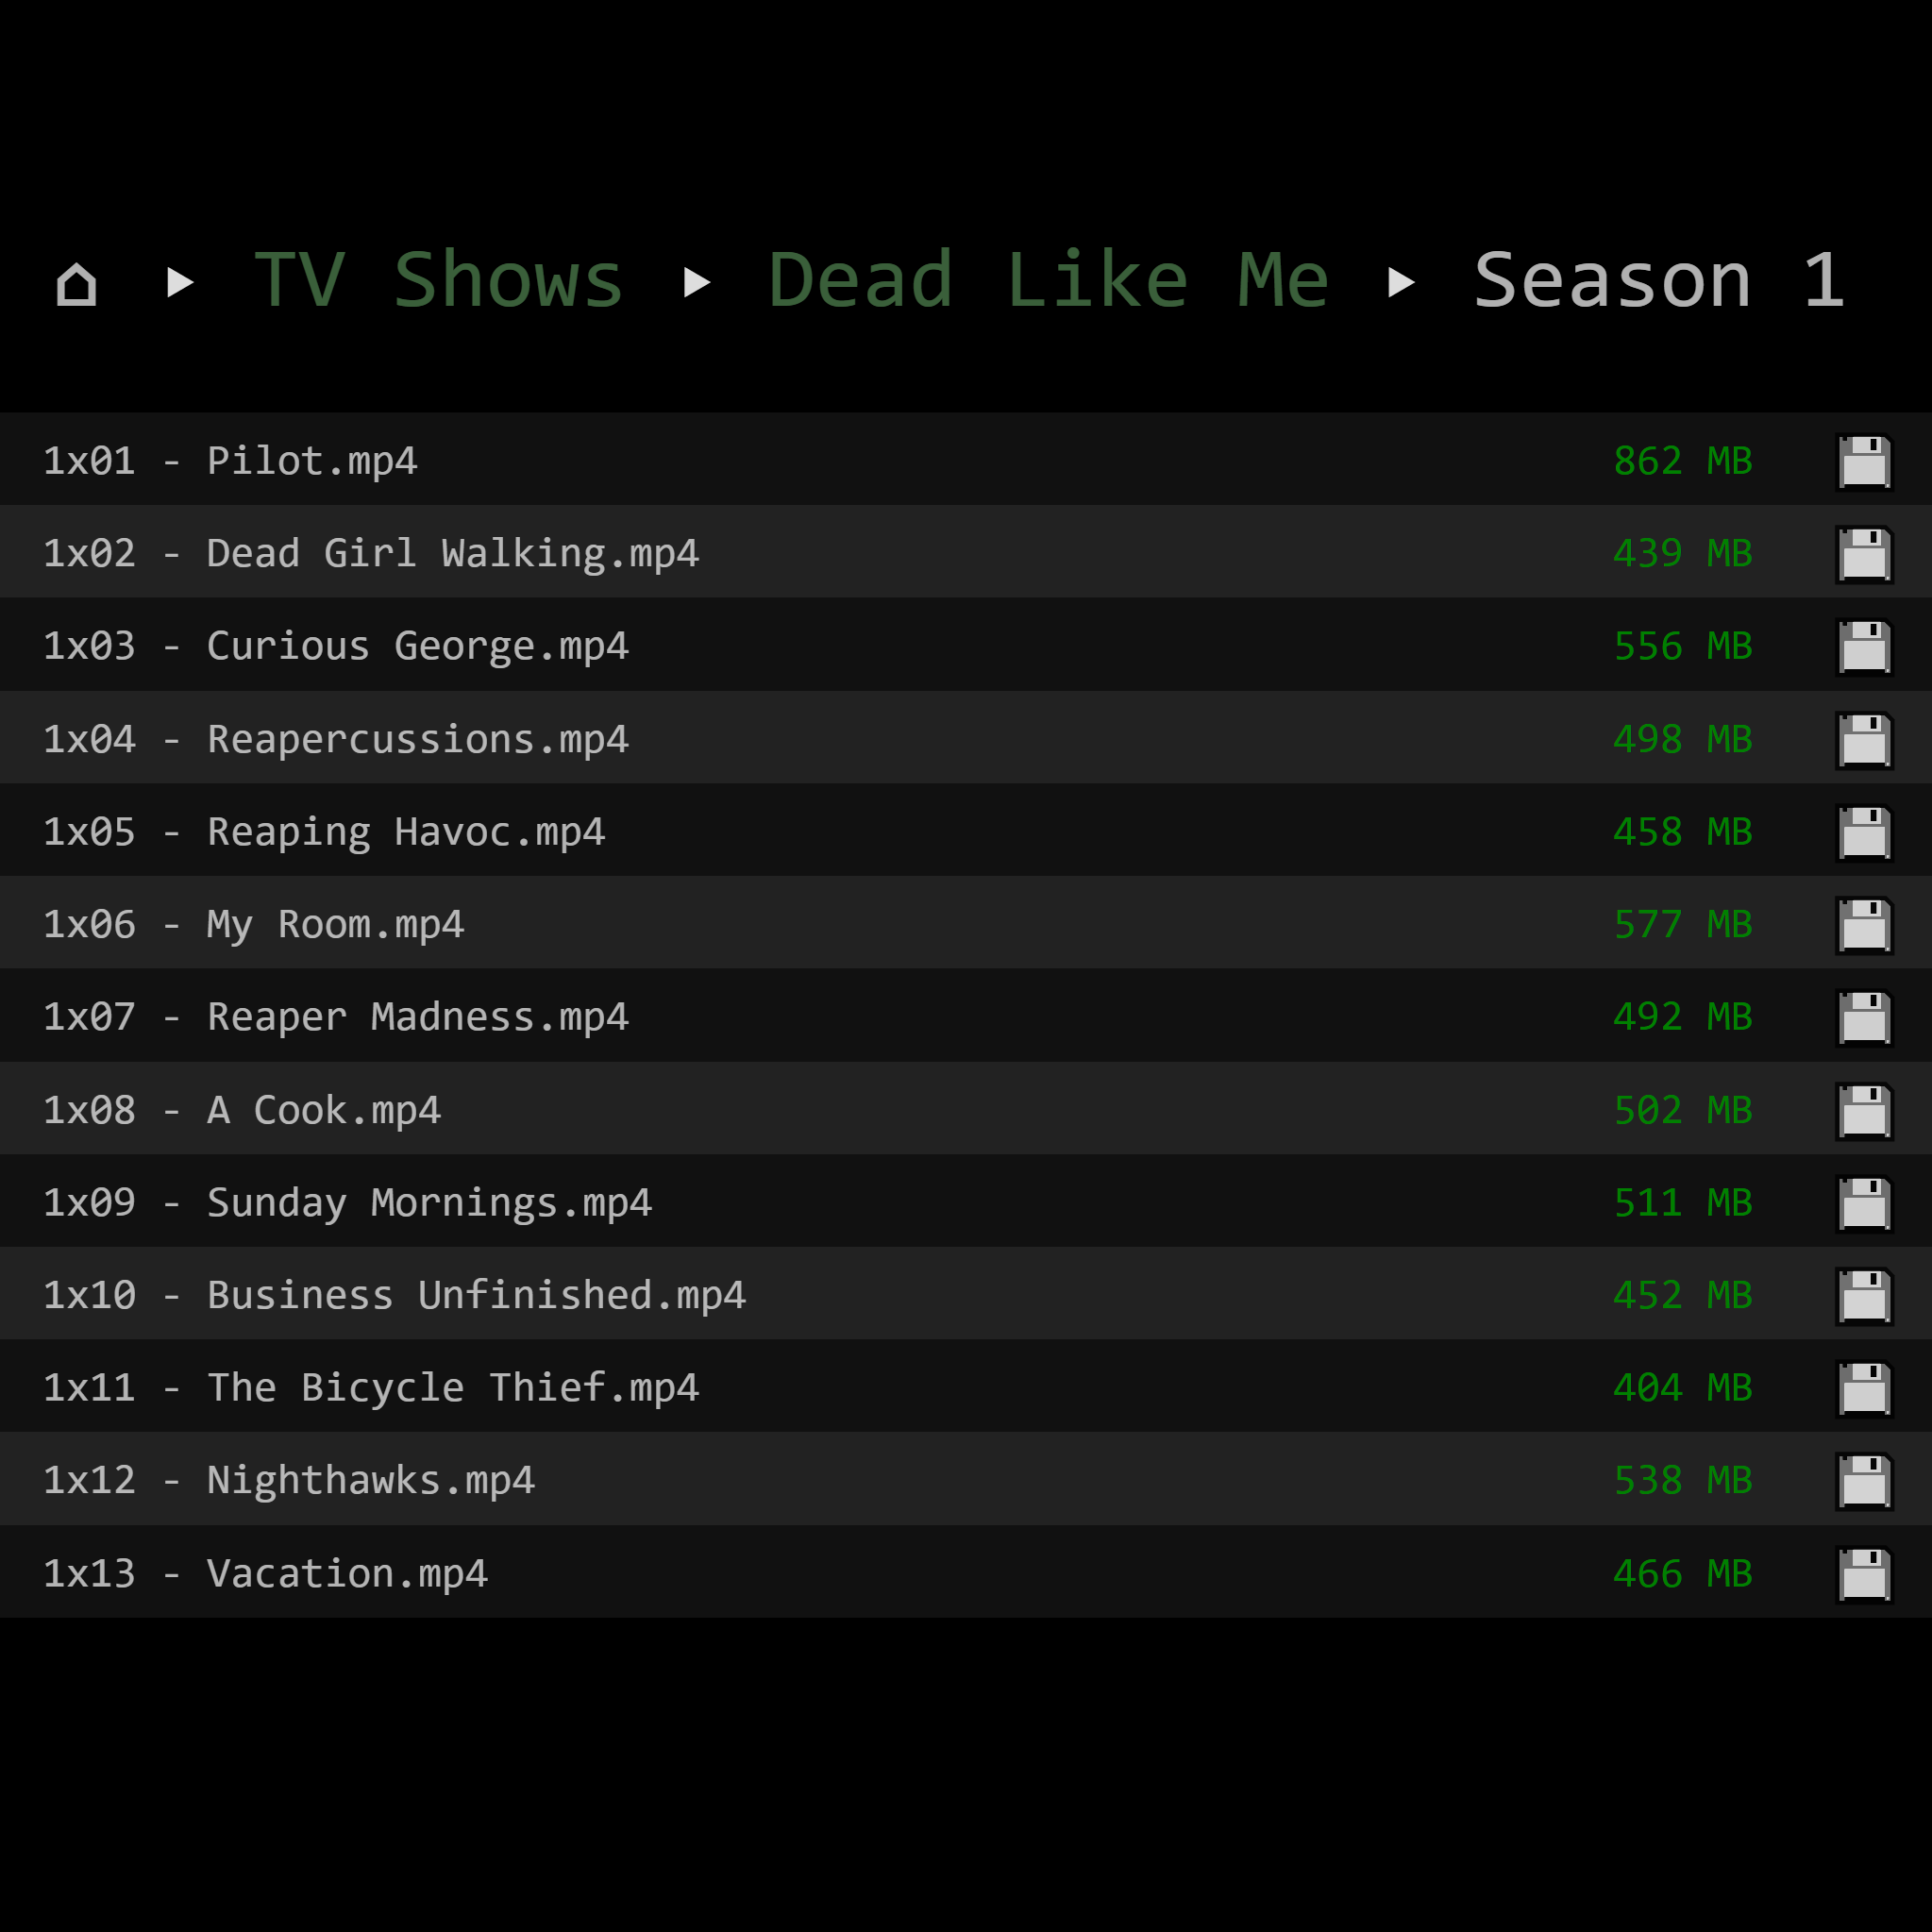 TV Shows ▶ Dead Like Me ▶ Season 1
1x01 - Pilot.mp4 862 MB
1x02 - Dead Girl Walking.mp4 439 MB
1x03 - Curious George.mp4 556 MB
1x04 - Reapercussions.mp4 498 MB
1x05 - Reaping Havoc.mp4 458 MB
1x06 - My Room.mp4 577 MB
1x07 - Reaper Madness.mp4 492 MB
1x08 - A Cook.mp4 502 MB
1x09 - Sunday Mornings.mp4 511 MB
1x10 - Business Unfinished.mp4 452 MB
1x11 - The Bicycle Thief.mp4 404 MB
1x12 - Nighthawks.mp4 538 MB
1x13 - Vacation.mp4 466 MB